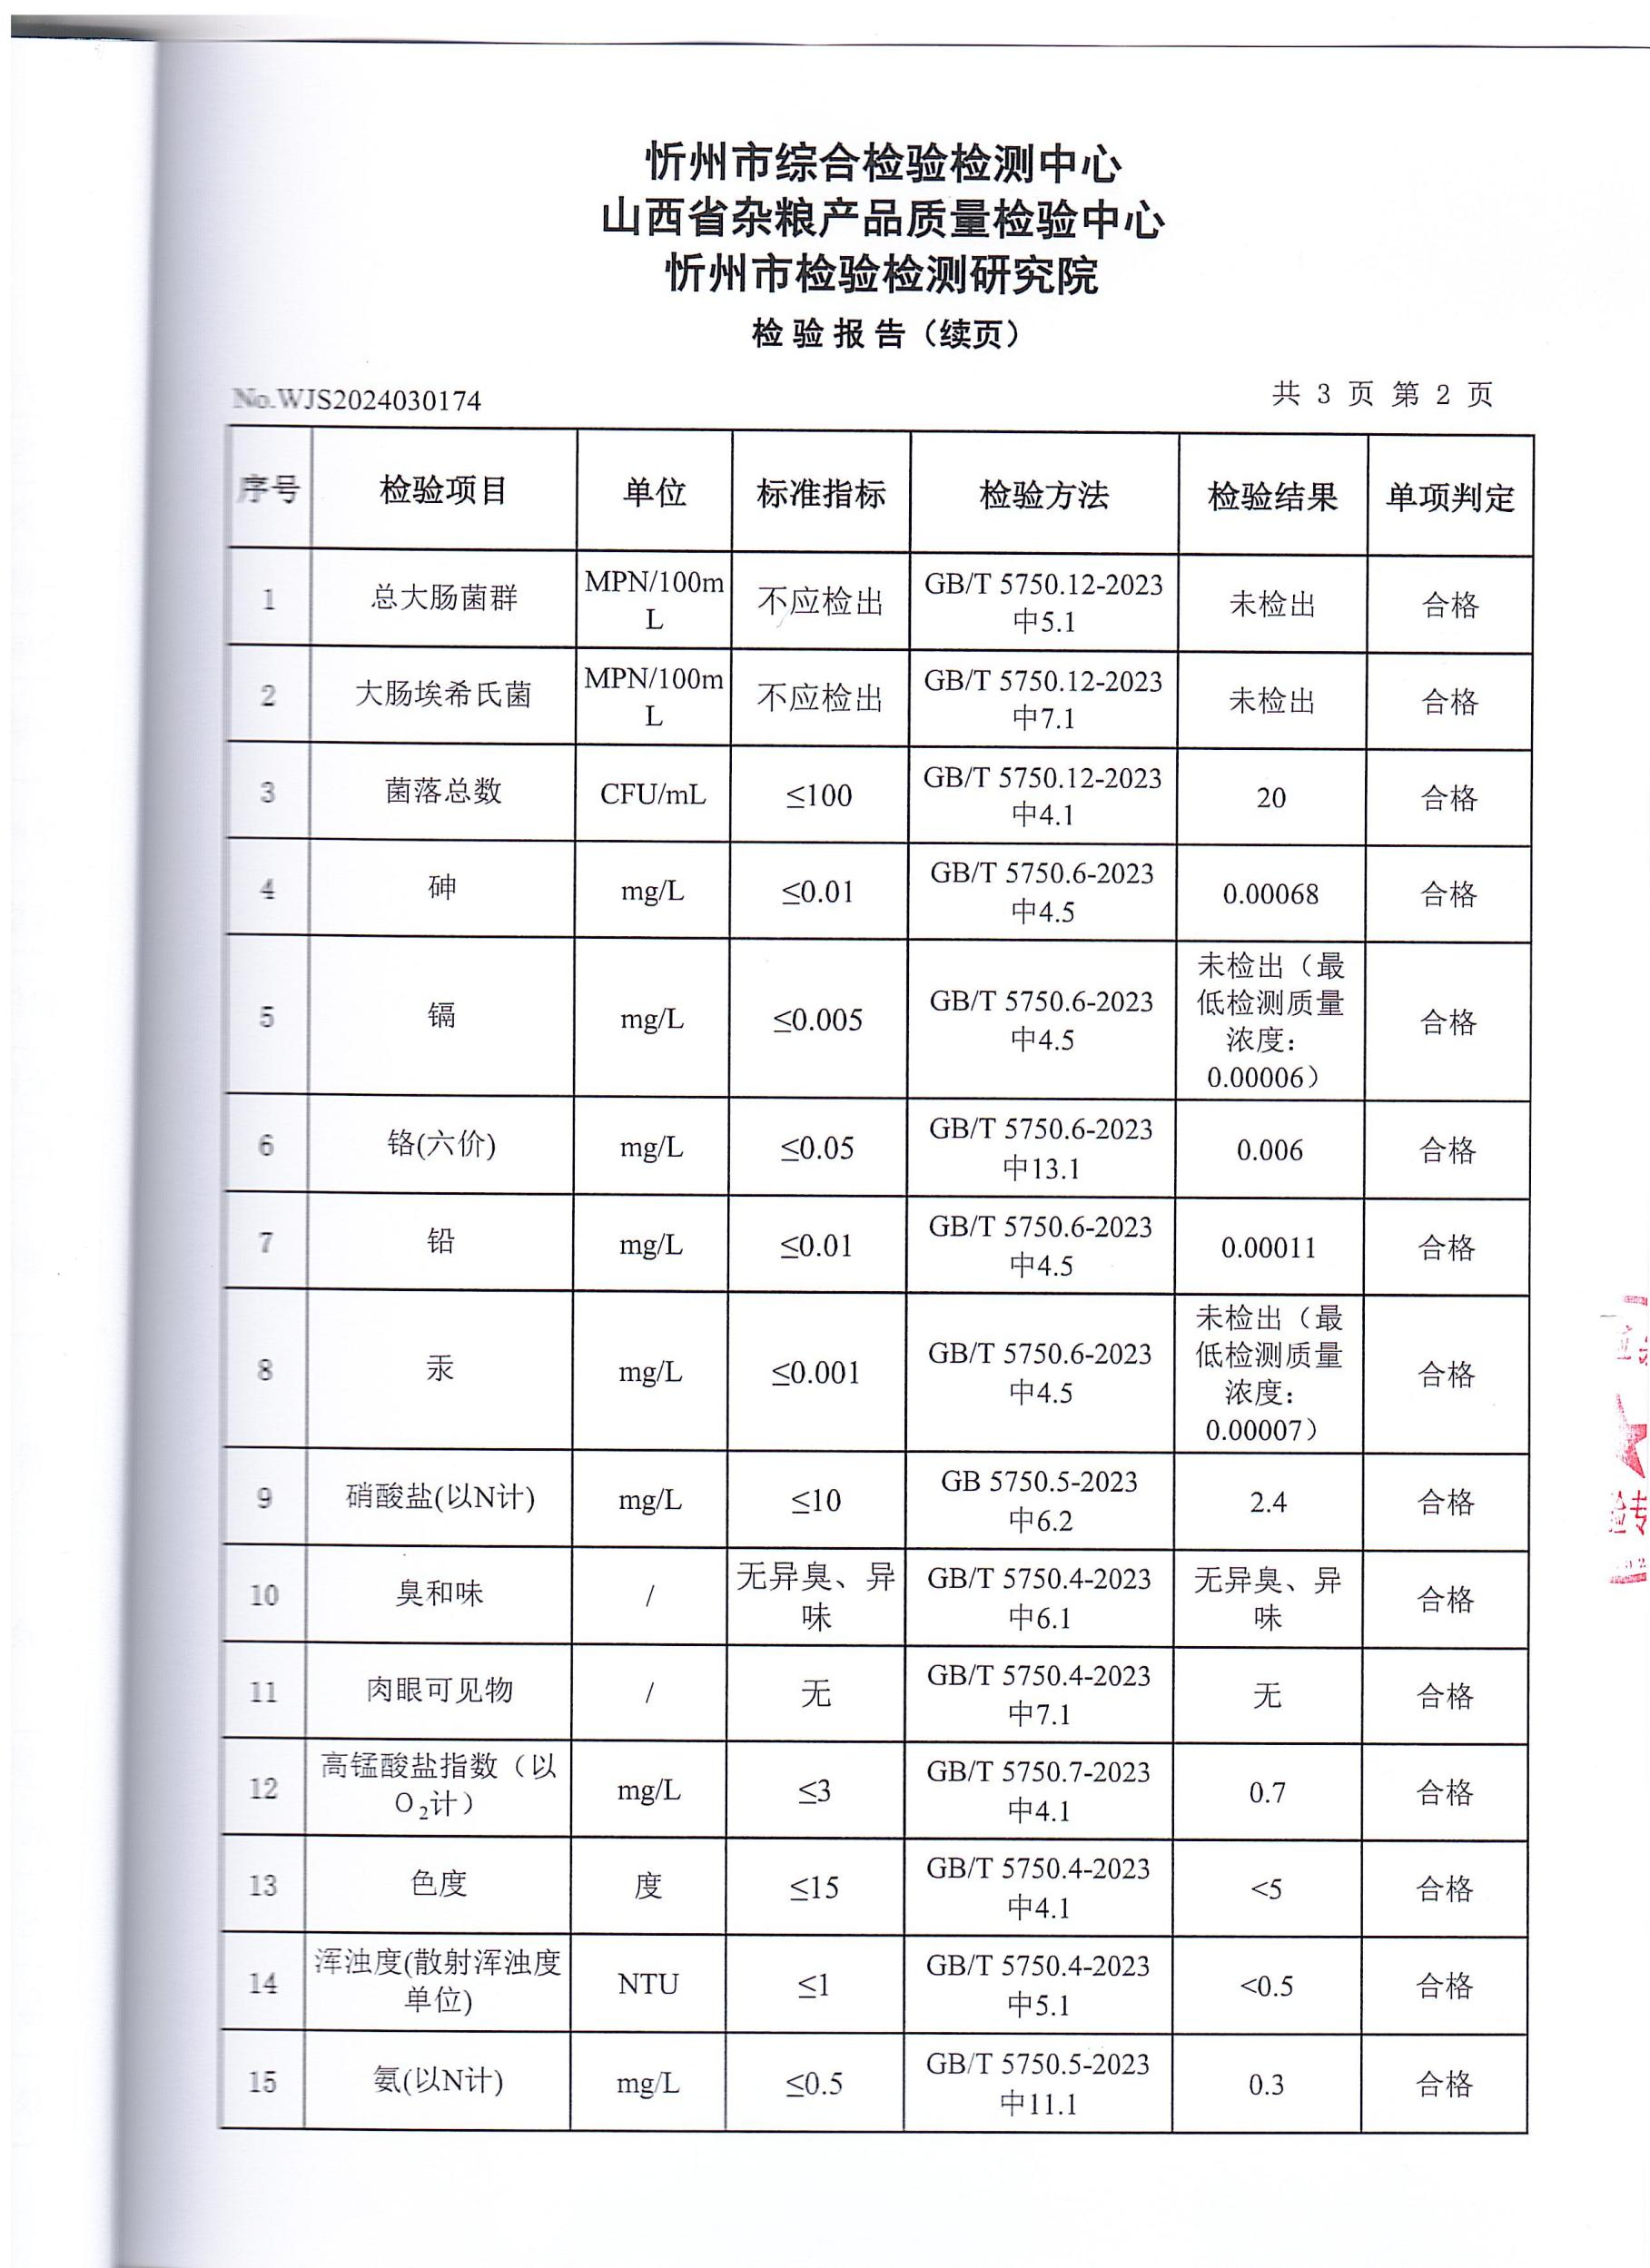 忻州市综合检验检测中心
山西省杂粮产品质量检验中心
忻州市检验检测研究院
检验报告（续页）
No.WJS2024030174
共 3 页 第 2 页
序号 检验项目 单位 标准指标 检验方法 检验结果 单项判定
1 总大肠菌群 MPN/100mL 不应检出 GB/T 5750.12-2023 中5.1 未检出 合格
2 大肠埃希氏菌 MPN/100mL 不应检出 GB/T 5750.12-2023 中7.1 未检出 合格
3 菌落总数 CFU/mL ≤100 GB/T 5750.12-2023 中4.1 20 合格
4 砷 mg/L ≤0.01 GB/T 5750.6-2023 中4.5 0.00068 合格
5 镉 mg/L ≤0.005 GB/T 5750.6-2023 中4.5 未检出（最低检测质量浓度：0.00006） 合格
6 铬(六价) mg/L ≤0.05 GB/T 5750.6-2023 中13.1 0.006 合格
7 铅 mg/L ≤0.01 GB/T 5750.6-2023 中4.5 0.00011 合格
8 汞 mg/L ≤0.001 GB/T 5750.6-2023 中4.5 未检出（最低检测质量浓度：0.00007） 合格
9 硝酸盐(以N计) mg/L ≤10 GB 5750.5-2023 中6.2 2.4 合格
10 臭和味 / 无异臭、异味 GB/T 5750.4-2023 中6.1 无异臭、异味 合格
11 肉眼可见物 / 无 GB/T 5750.4-2023 中7.1 无 合格
12 高锰酸盐指数（以O₂计） mg/L ≤3 GB/T 5750.7-2023 中4.1 0.7 合格
13 色度 度 ≤15 GB/T 5750.4-2023 中4.1 <5 合格
14 浑浊度(散射浑浊度单位) NTU ≤1 GB/T 5750.4-2023 中5.1 <0.5 合格
15 氨(以N计) mg/L ≤0.5 GB/T 5750.5-2023 中11.1 0.3 合格